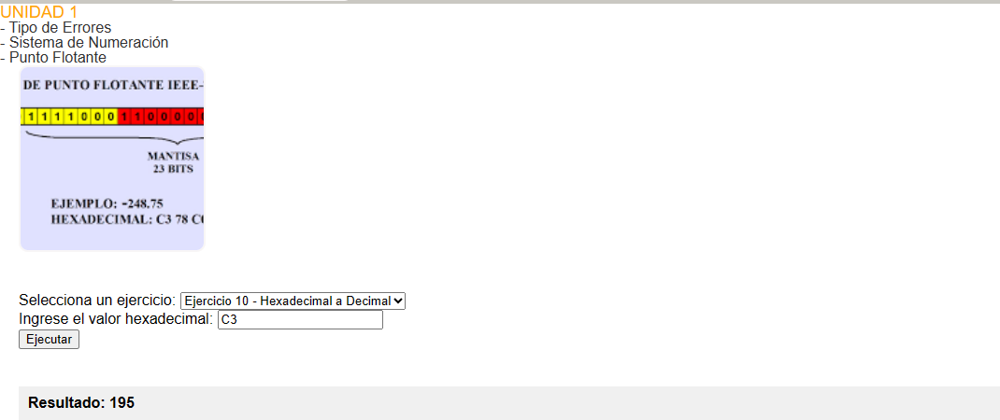 UNIDAD 1
- Tipo de Errores
- Sistema de Numeración
- Punto Flotante
DE PUNTO FLOTANTE IEEE-
1 1 1 1 0 0 0 1 1 0 0 0 0
MANTISA
23 BITS
EJEMPLO: -248.75
HEXADECIMAL: C3 78 C
Selecciona un ejercicio: Ejercicio 10 - Hexadecimal a Decimal
Ingrese el valor hexadecimal: C3
Ejecutar
Resultado: 195